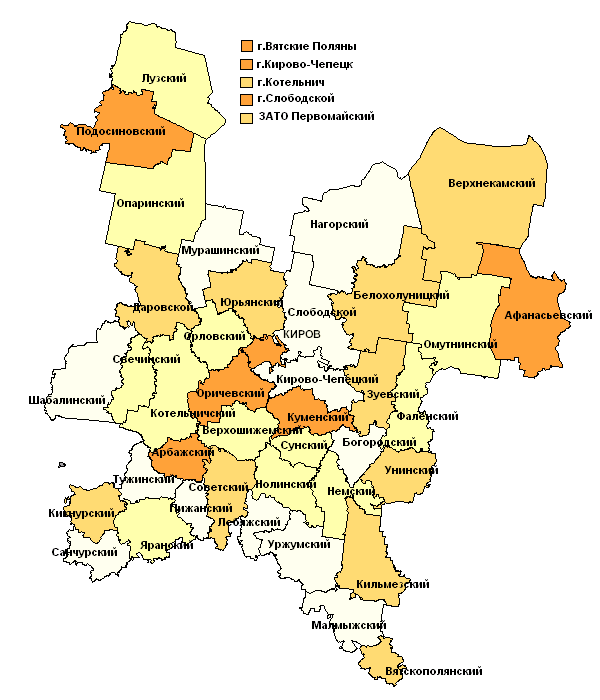 г.Вятские Поляны
г.Кирово-Чепецк
г.Котельнич
г.Слободской
ЗАТО Первомайский
Лузский
Подосиновский
Верхнекамский
Опаринский
Нагорский
Мурашинский
Белохолуницкий
Юрьянский
Даровской
Слободской
Афанасьевский
КИРОВ
Орловский
Омутнинский
Свечинский
Кирово-Чепецкий
Оричевский
Зуевский
Шабалинский
Котельничский
Куменский
Фалёнский
Верхошижемский
Богородский
Сунский
Арбажский
Унинский
Тужинский
Советский
Нолинский
Немский
Кикнурский
Пижанский
Лебяжский
Яранский
Уржумский
Санчурский
Кильмезский
Малмыжский
Вятскополянский